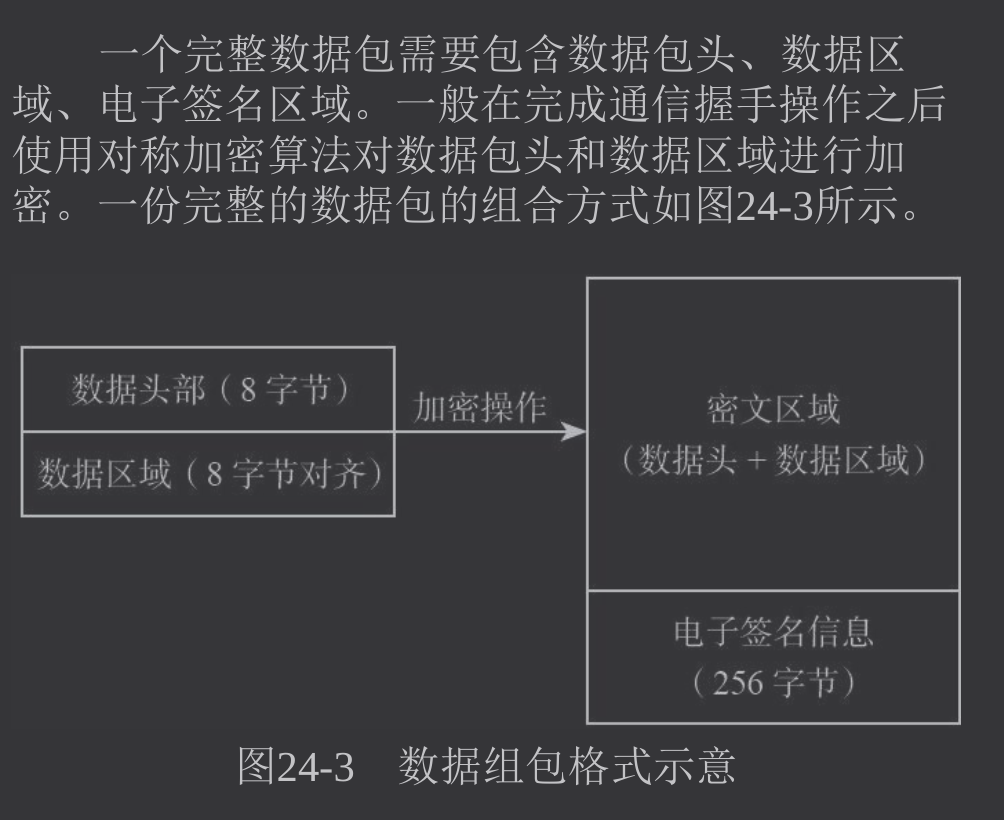 一个完整数据包需要包含数据包头、数据区
域、电子签名区域。一般在完成通信握手操作之后
使用对称加密算法对数据包头和数据区域进行加
密。一份完整的数据包的组合方式如图24-3所示。
数据头部（8 字节）
数据区域（8 字节对齐）
加密操作
密文区域
（数据头 + 数据区域）
电子签名信息
（256 字节）
图24-3 数据组包格式示意